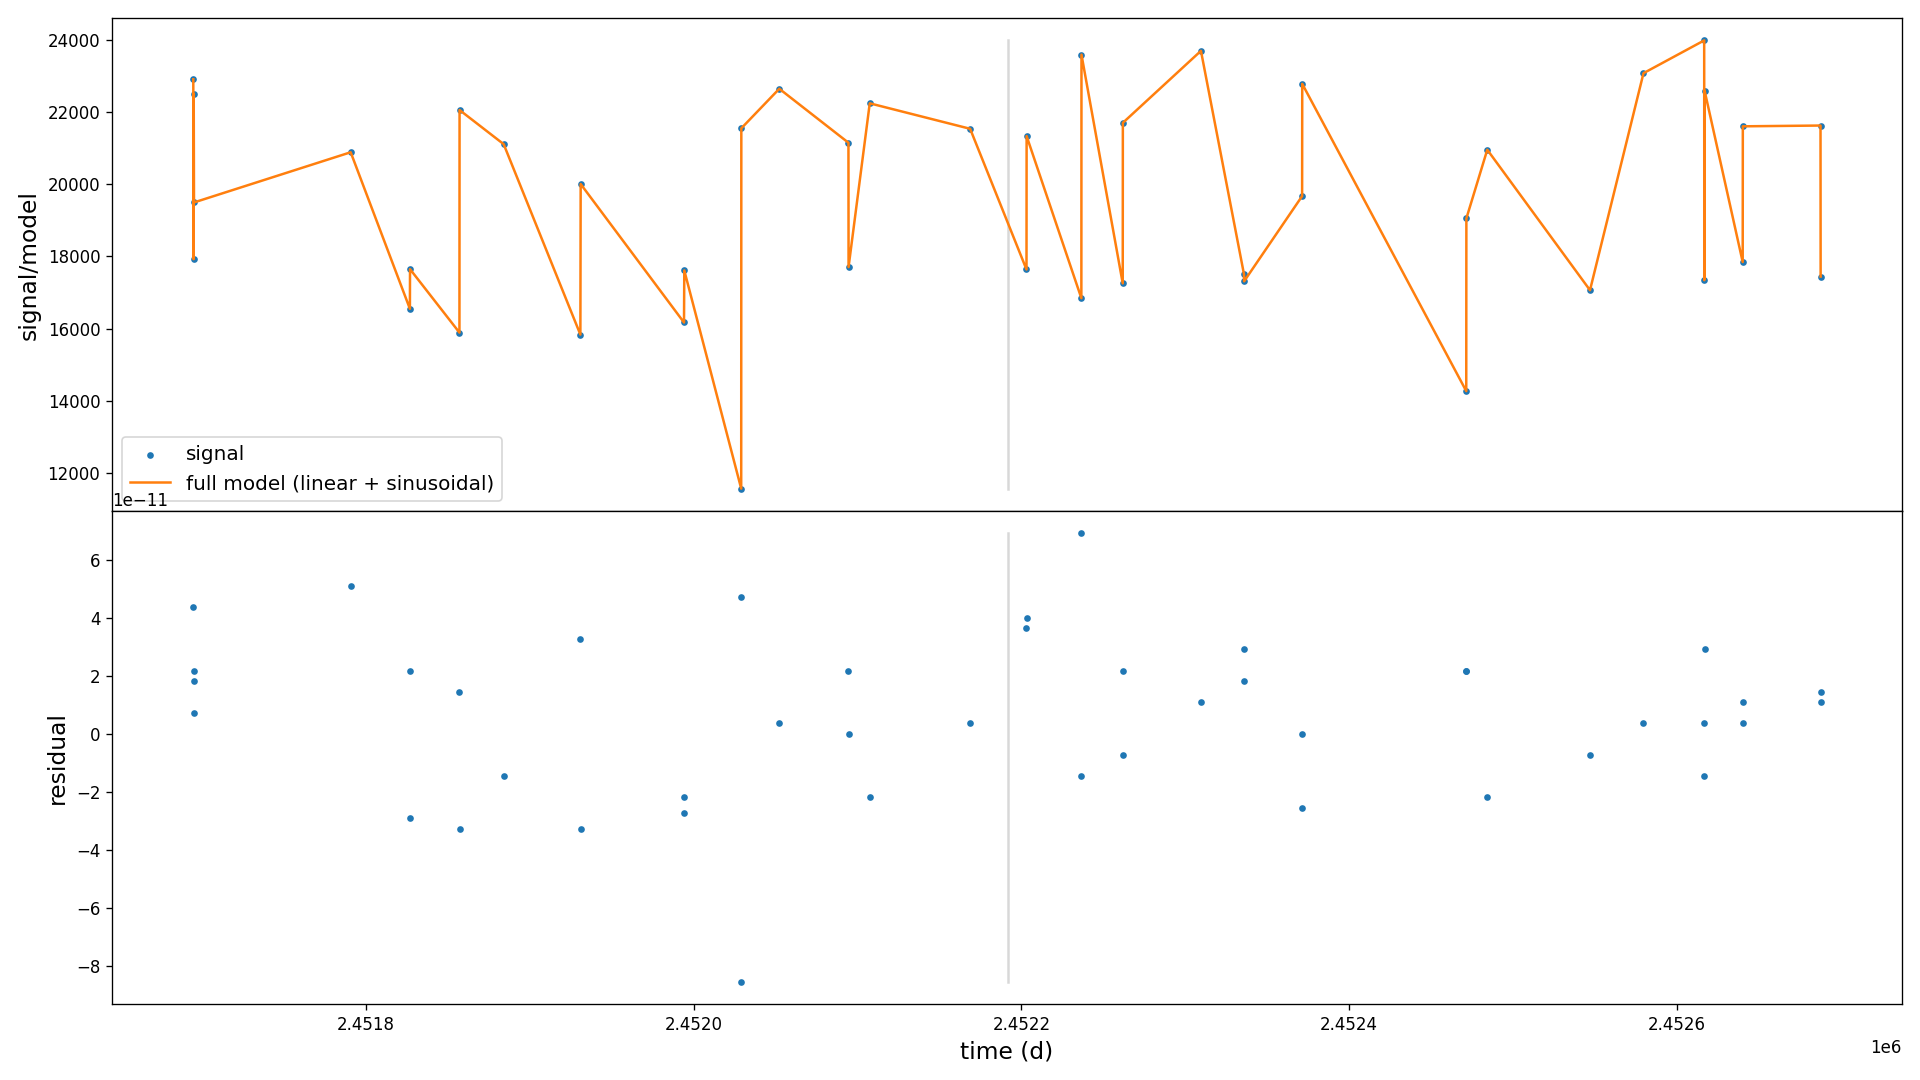 24000
22000
20000
18000
16000
14000
12000
signal/model
signal
full model (linear + sinusoidal)
1e−11
6
4
2
0
−2
−4
−6
−8
residual
2.4518
2.4520
2.4522
2.4524
2.4526
time (d)
1e6